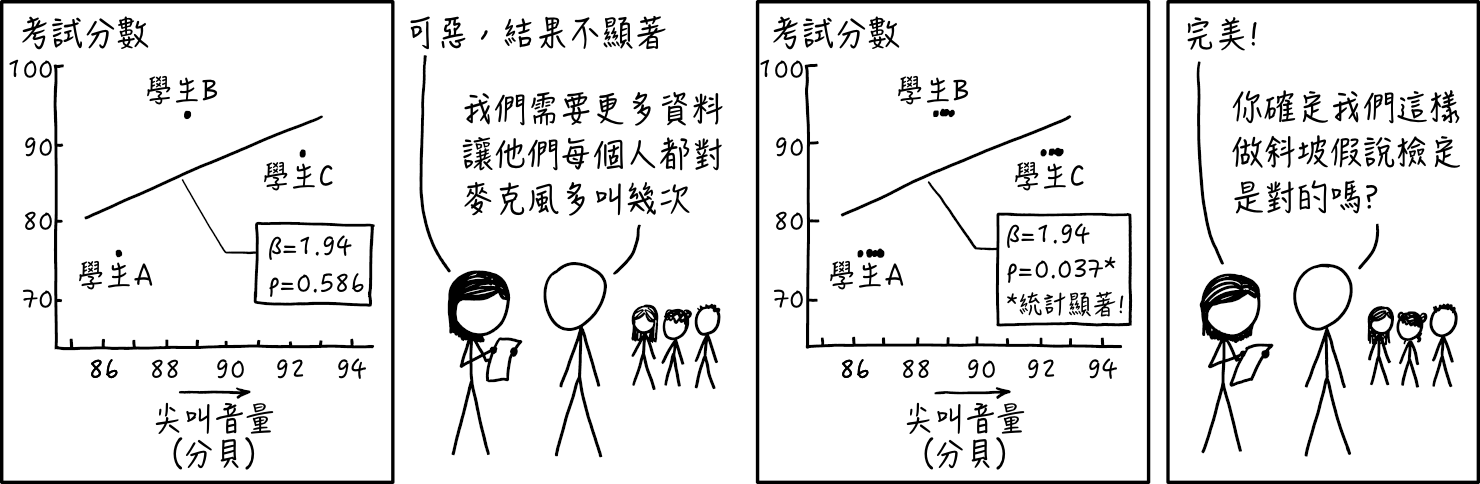 考試分數
100
90
80
70
學生B
學生C
學生A
β=1.94
ρ=0.586
86 88 90 92 94
尖叫音量
(分貝)
可惡，結果不顯著
我們需要更多資料
讓他們每個人都對
麥克風多叫幾次
考試分數
100
90
80
70
學生B
學生C
學生A
β=1.94
ρ=0.037*
*統計顯著!
86 88 90 92 94
尖叫音量
(分貝)
完美!
你確定我們這樣
做斜坡假說檢定
是對的嗎?